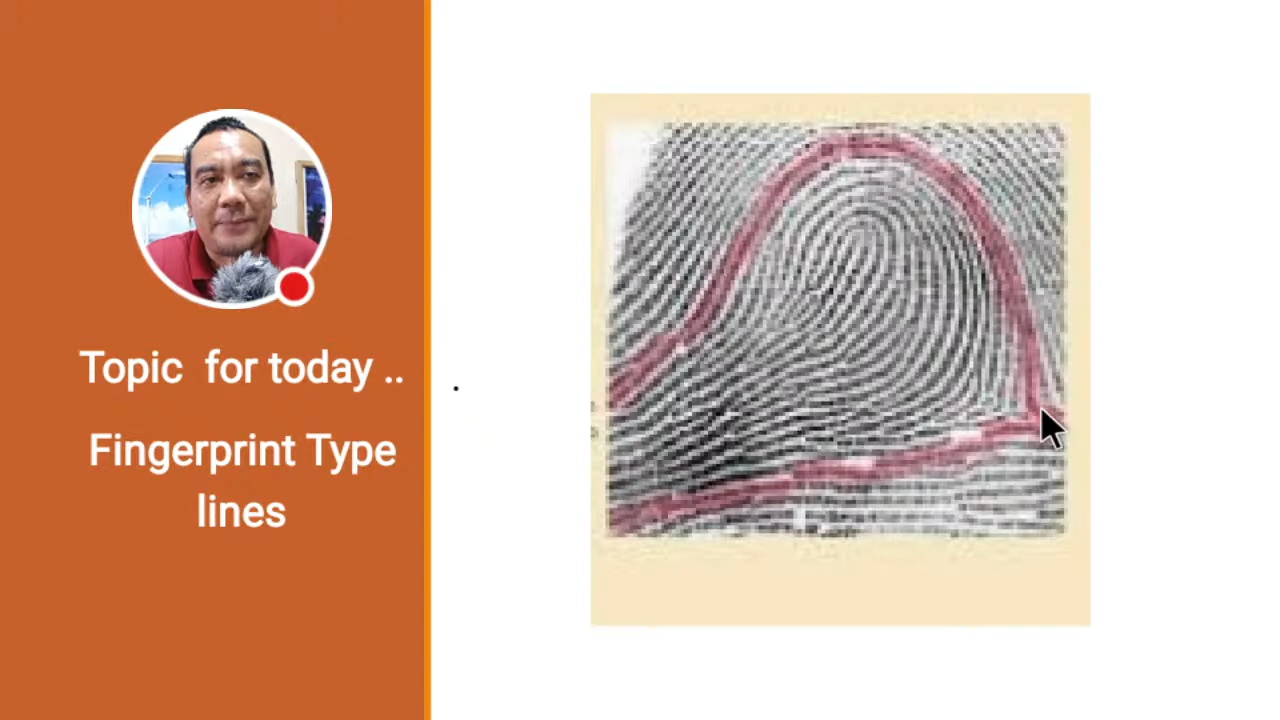 Topic  for today ..
Fingerprint Type
lines
.